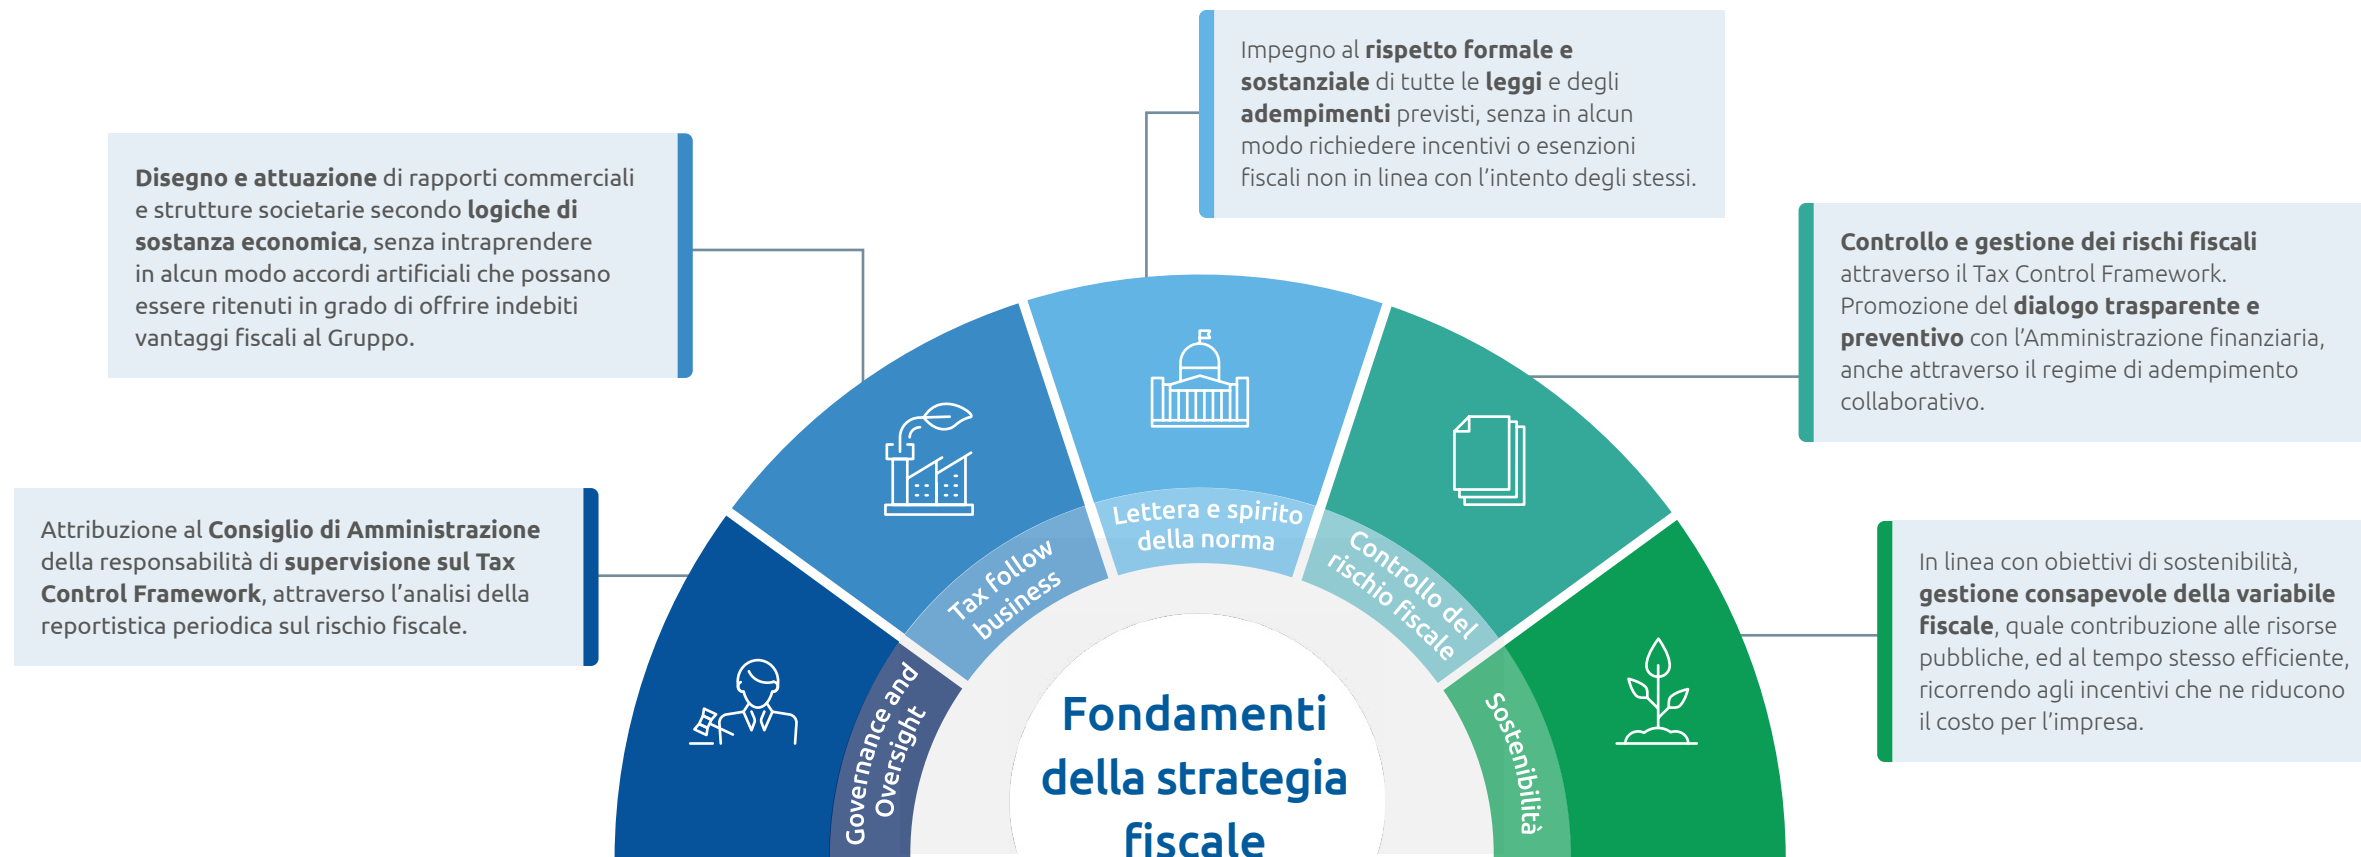 Impegno al rispetto formale e
sostanziale di tutte le leggi e degli
adempimenti previsti, senza in alcun
modo richiedere incentivi o esenzioni
fiscali non in linea con l’intento degli stessi.
Disegno e attuazione di rapporti commerciali
e strutture societarie secondo logiche di
sostanza economica, senza intraprendere
in alcun modo accordi artificiali che possano
essere ritenuti in grado di offrire indebiti
vantaggi fiscali al Gruppo.
Controllo e gestione dei rischi fiscali
attraverso il Tax Control Framework.
Promozione del dialogo trasparente e
preventivo con l’Amministrazione finanziaria,
anche attraverso il regime di adempimento
collaborativo.
Attribuzione al Consiglio di Amministrazione
della responsabilità di supervisione sul Tax
Control Framework, attraverso l’analisi della
reportistica periodica sul rischio fiscale.
In linea con obiettivi di sostenibilità,
gestione consapevole della variabile
fiscale, quale contribuzione alle risorse
pubbliche, ed al tempo stesso efficiente,
ricorrendo agli incentivi che ne riducono
il costo per l’impresa.
Governance and
Oversight
Tax follow
business
Lettera e spirito
della norma
Controllo del
rischio fiscale
Sostenibilità
Fondamenti
della strategia
fiscale